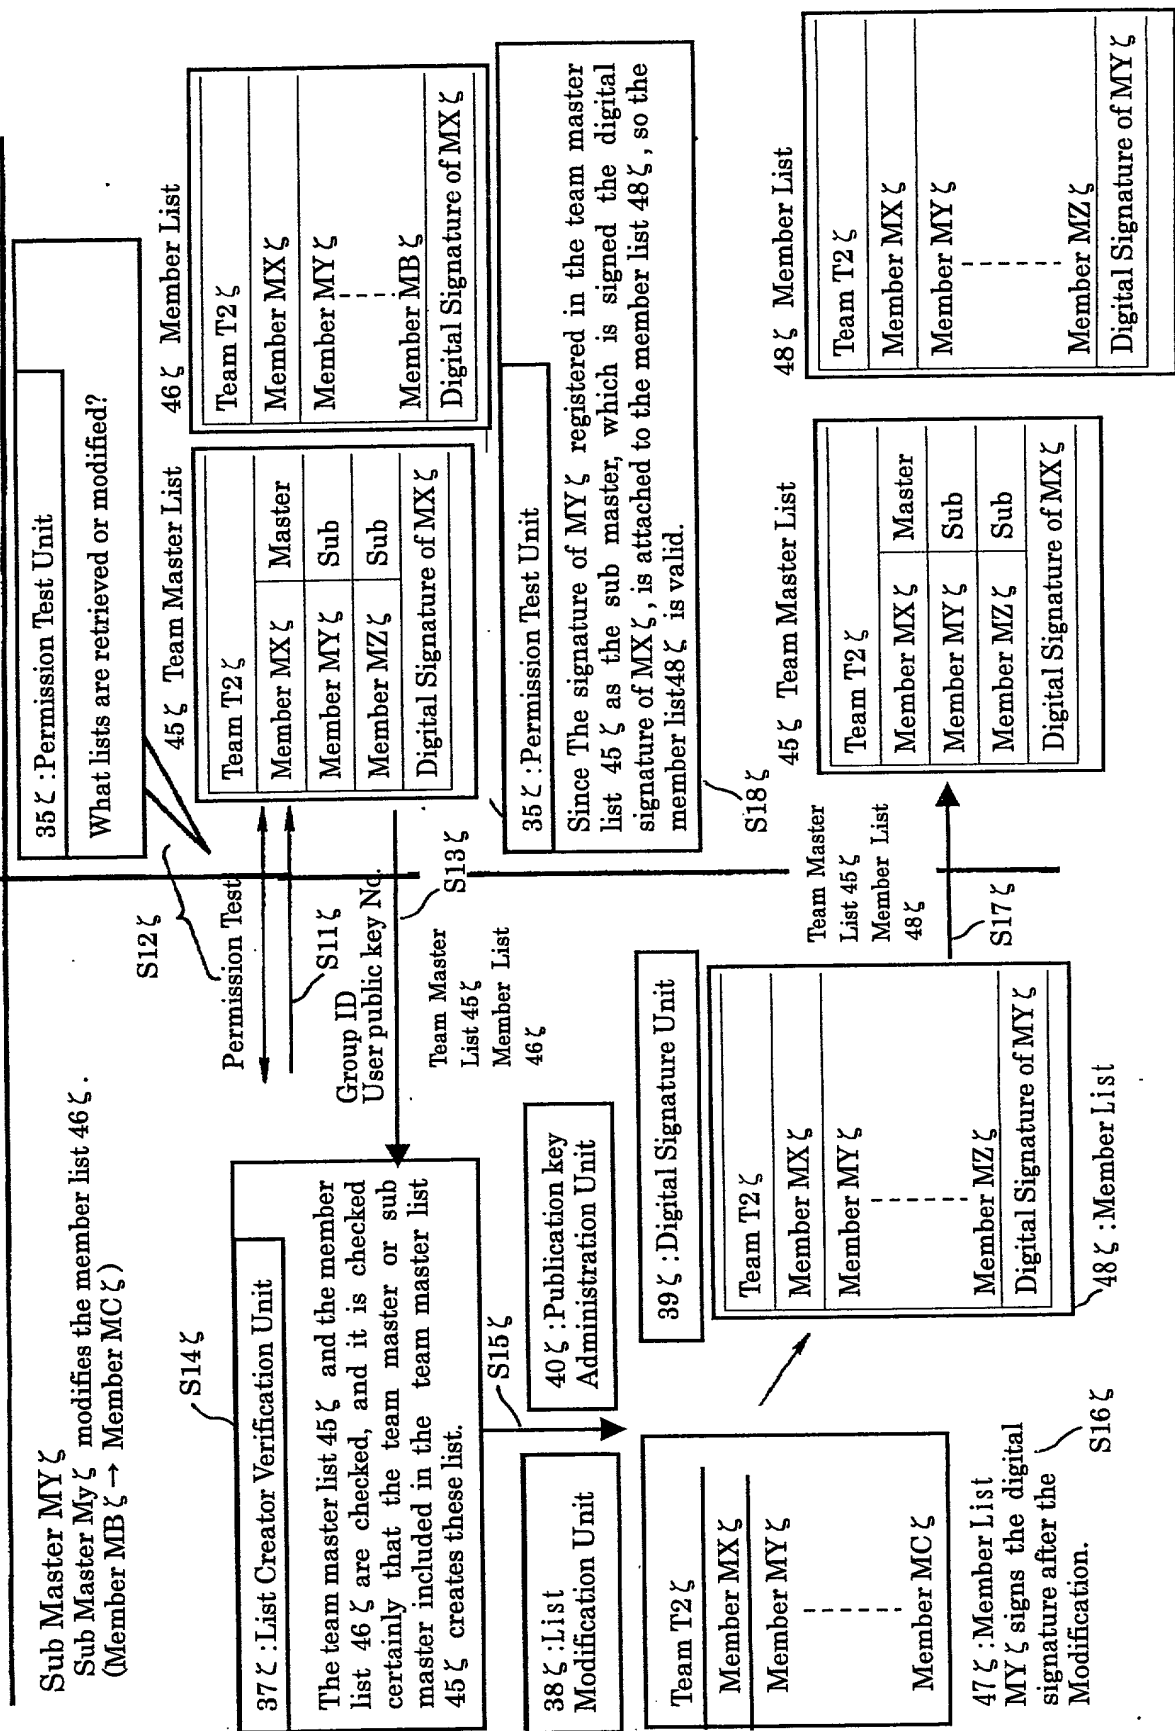 Sub Master MYζ
Sub Master Myζ modifies the member list 46ζ.
(Member MBζ → Member MCζ)
S14ζ
37ζ :List Creator Verification Unit
The team master list 45ζ and the member
list 46ζ are checked, and it is checked
certainly that the team master or sub
master included in the team master list
45ζ creates these list.
S15ζ
38ζ :List
Modification Unit
40ζ :Publication key
Administration Unit
Team T2ζ
Member MXζ
Member MYζ
Member MCζ
47ζ :Member List
MYζ signs the digital
signature after the
Modification.
S16ζ
39ζ :Digital Signature Unit
Team T2ζ
Member MXζ
Member MYζ
Member MZζ
Digital Signature of MYζ
48ζ :Member List
S12ζ
Permission Test
S11ζ
Group ID
User public key No.
S13ζ
Team Master
List 45ζ
Member List
46ζ
Team Master
List 45ζ
Member List
48ζ
S17ζ
35ζ :Permission Test Unit
What lists are retrieved or modified?
45ζ Team Master List
Team T2ζ
Member MXζ Master
Member MYζ Sub
Member MZζ Sub
Digital Signature of MXζ
46ζ Member List
Team T2ζ
Member MXζ
Member MYζ
Member MBζ
Digital Signature of MXζ
35ζ :Permission Test Unit
Since The signature of MYζ registered in the team master
list 45ζ as the sub master, which is signed the digital
signature of MXζ, is attached to the member list 48ζ, so the
member list48ζ is valid.
S18ζ
45ζ Team Master List
Team T2ζ
Member MXζ Master
Member MYζ Sub
Member MZζ Sub
Digital Signature of MXζ
48ζ Member List
Team T2ζ
Member MXζ
Member MYζ
Member MZζ
Digital Signature of MYζ